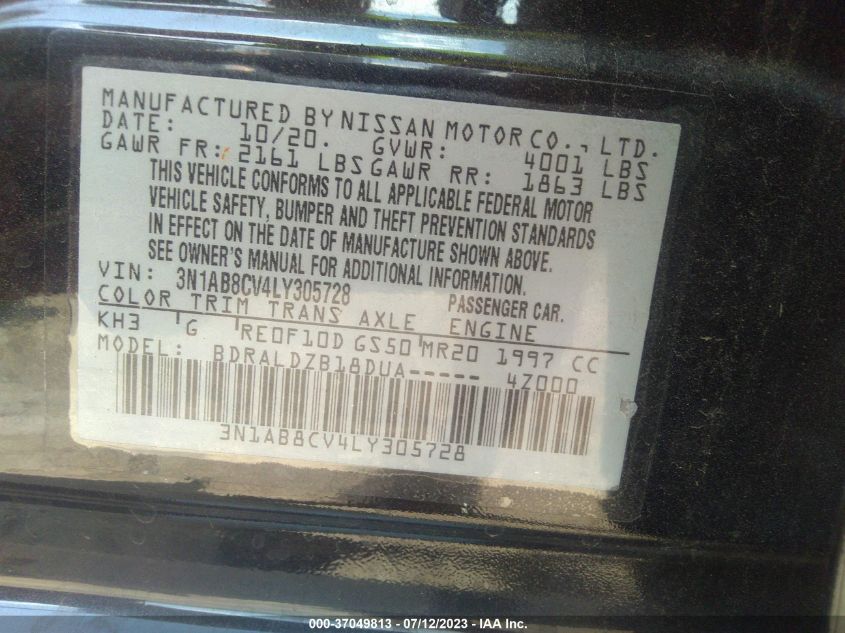 MANUFACTURED BY NISSAN MOTOR CO., LTD.
DATE: 10/20. GVWR: 4001 LBS
GAWR FR: 2161 LBS GAWR RR: 1863 LBS
THIS VEHICLE CONFORMS TO ALL APPLICABLE FEDERAL MOTOR
VEHICLE SAFETY, BUMPER AND THEFT PREVENTION STANDARDS
IN EFFECT ON THE DATE OF MANUFACTURE SHOWN ABOVE.
SEE OWNER'S MANUAL FOR ADDITIONAL INFORMATION.
VIN: 3N1AB8CV4LY305728 PASSENGER CAR.
COLOR TRIM TRANS AXLE ENGINE
KH3 G RE0F10D GS50 MR20 1997 CC
MODEL: BDRALDZB18DUA----- 4Z000
3N1AB8CV4LY305728
000-37049813 - 07/12/2023 - IAA Inc.